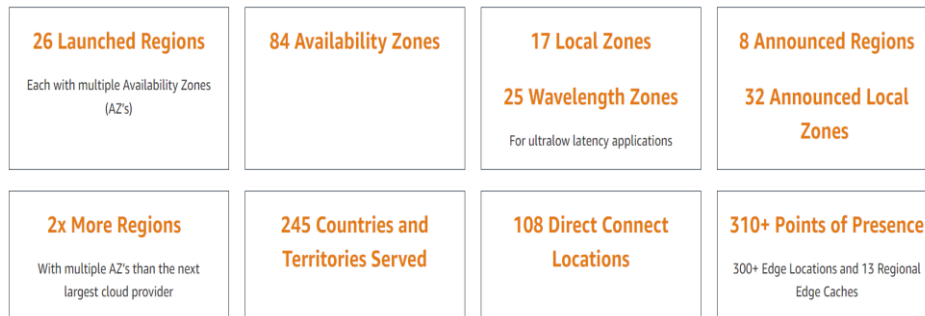 26 Launched Regions
Each with multiple Availability Zones
(AZ's)
84 Availability Zones
17 Local Zones
25 Wavelength Zones
For ultralow latency applications
8 Announced Regions
32 Announced Local
Zones
2x More Regions
With multiple AZ's than the next
largest cloud provider
245 Countries and
Territories Served
108 Direct Connect
Locations
310+ Points of Presence
300+ Edge Locations and 13 Regional
Edge Caches